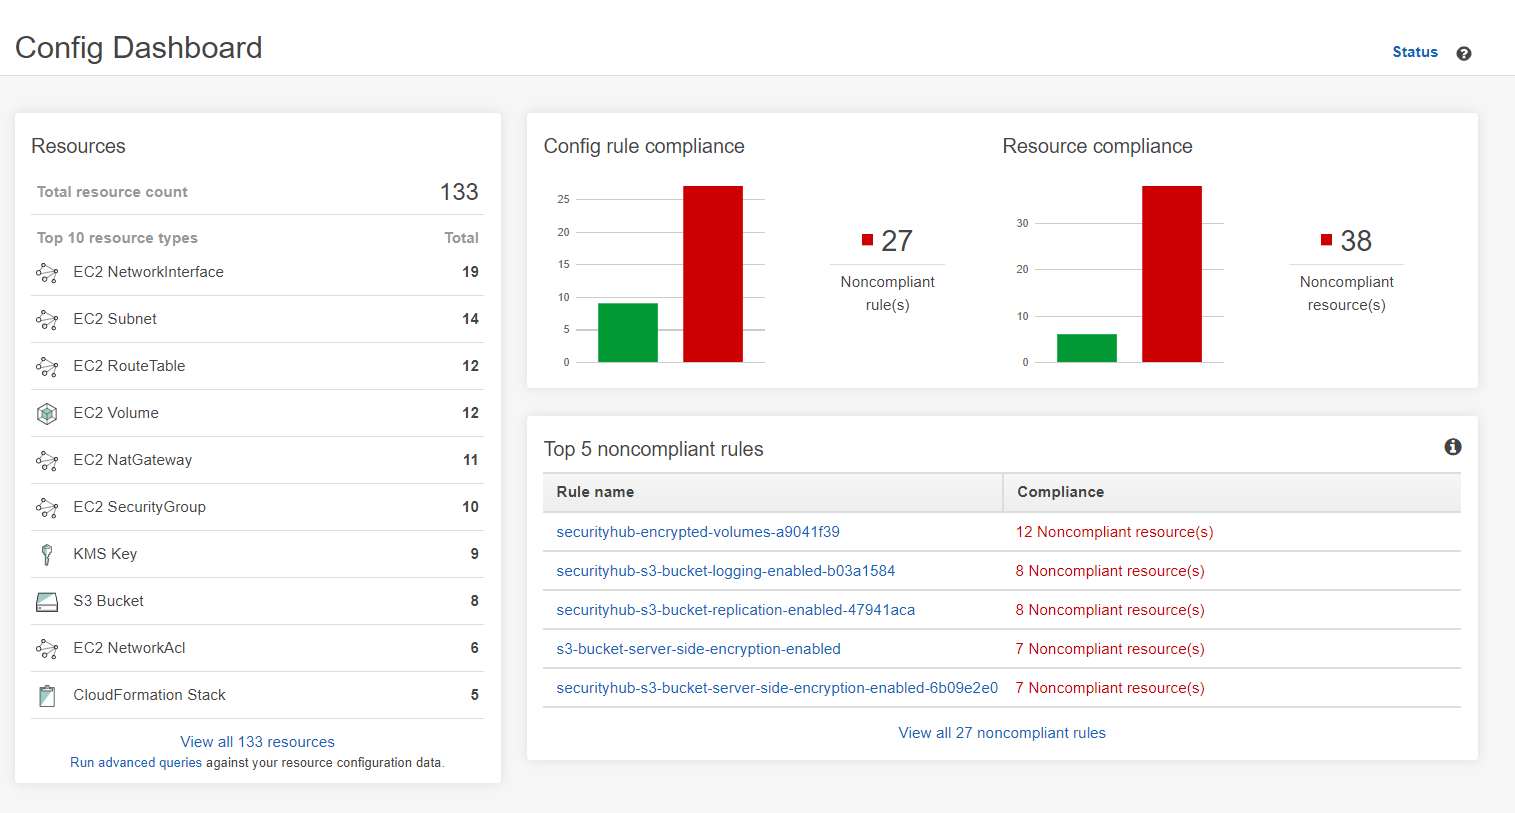 Config Dashboard
Status
Resources
Total resource count 133
Top 10 resource types Total
EC2 NetworkInterface 19
EC2 Subnet 14
EC2 RouteTable 12
EC2 Volume 12
EC2 NatGateway 11
EC2 SecurityGroup 10
KMS Key 9
S3 Bucket 8
EC2 NetworkAcl 6
CloudFormation Stack 5
View all 133 resources
Run advanced queries against your resource configuration data.
Config rule compliance
25
20
15
10
5
0
27
Noncompliant
rule(s)
Resource compliance
30
20
10
0
38
Noncompliant
resource(s)
Top 5 noncompliant rules
Rule name Compliance
securityhub-encrypted-volumes-a9041f39 12 Noncompliant resource(s)
securityhub-s3-bucket-logging-enabled-b03a1584 8 Noncompliant resource(s)
securityhub-s3-bucket-replication-enabled-47941aca 8 Noncompliant resource(s)
s3-bucket-server-side-encryption-enabled 7 Noncompliant resource(s)
securityhub-s3-bucket-server-side-encryption-enabled-6b09e2e0 7 Noncompliant resource(s)
View all 27 noncompliant rules